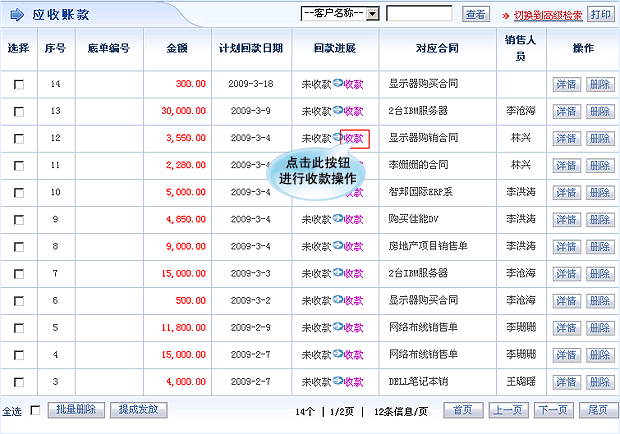 应收账款 --客户名称-- 查看 » 切换到高级检索 打印
选择 序号 底单编号 金额 计划回款日期 回款进展 对应合同 销售人员 操作
14 300.00 2009-3-18 未收款 收款 显示器购买合同 详情 删除
13 30,000.00 2009-3-9 未收款 收款 2台IBM服务器 李沧海 详情 删除
12 3,550.00 2009-3-4 未收款 收款 显示器购销合同 林兴 详情 删除
点击此按钮
进行收款操作
11 2,280.00 2009-3-4 李姗姗的合同 林兴 详情 删除
10 5,000.00 2009-3-4 智邦国际ERP系 李洪涛 详情 删除
9 4,850.00 2009-3-4 未收款 收款 购买佳能DV 李洪涛 详情 删除
8 9,000.00 2009-3-4 未收款 收款 房地产项目销售单 李洪涛 详情 删除
7 15,000.00 2009-3-3 未收款 收款 2台IBM服务器 李沧海 详情 删除
6 500.00 2009-3-2 未收款 收款 显示器购买合同 李沧海 详情 删除
5 11,800.00 2009-2-9 未收款 收款 网络布线销售单 李珊珊 详情 删除
4 15,000.00 2009-2-7 未收款 收款 网络布线销售单 李珊珊 详情 删除
3 4,000.00 2009-2-7 未收款 收款 DELL笔记本销 详情 删除
全选 批量删除 提成发放 14个 | 1/2页 | 12条信息/页 首页 上一页 下一页 尾页